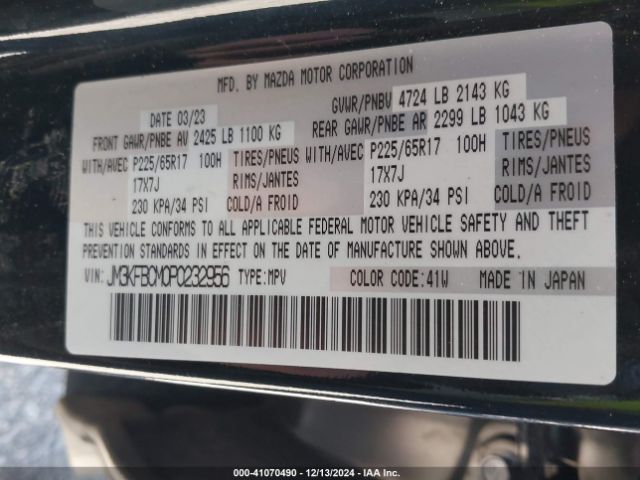 MFD. BY MAZDA MOTOR CORPORATION
DATE 03/23 GVWR/PNBV 4724 LB 2143 KG
FRONT GAWR/PNBE AV 2425 LB 1100 KG REAR GAWR/PNBE AR 2299 LB 1043 KG
WITH/AVEC P225/65R17 100H TIRES/PNEUS WITH/AVEC P225/65R17 100H TIRES/PNEUS
17X7J RIMS/JANTES 17X7J RIMS/JANTES
230 KPA/34 PSI COLD/A FROID 230 KPA/34 PSI COLD/A FROID
THIS VEHICLE CONFORMS TO ALL APPLICABLE FEDERAL MOTOR VEHICLE SAFETY AND THEFT
PREVENTION STANDARDS IN EFFECT ON THE DATE OF MANUFACTURE SHOWN ABOVE.
VIN: JM3KFBCM0P0232956 TYPE:MPV COLOR CODE:41W MADE IN JAPAN
000-41070490 - 12/13/2024 - IAA Inc.